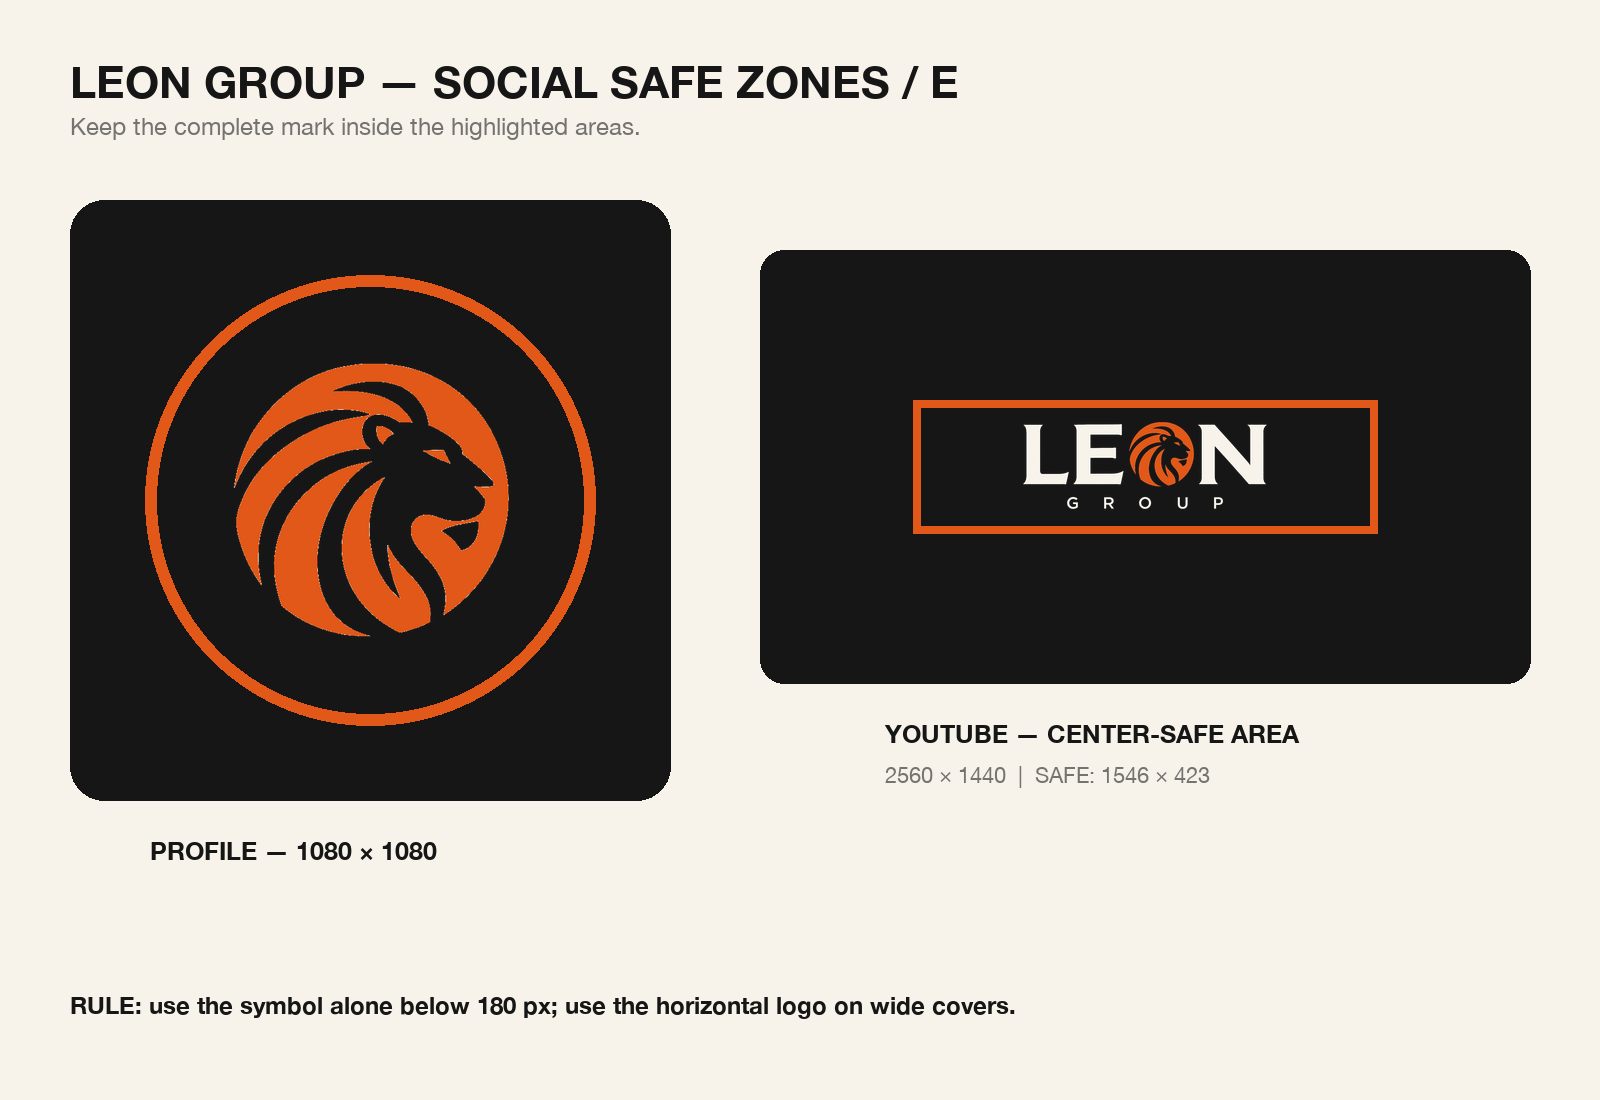 LEON GROUP — SOCIAL SAFE ZONES / E
Keep the complete mark inside the highlighted areas.
LEON
GROUP
YOUTUBE — CENTER-SAFE AREA
2560 × 1440 | SAFE: 1546 × 423
PROFILE — 1080 × 1080
RULE: use the symbol alone below 180 px; use the horizontal logo on wide covers.